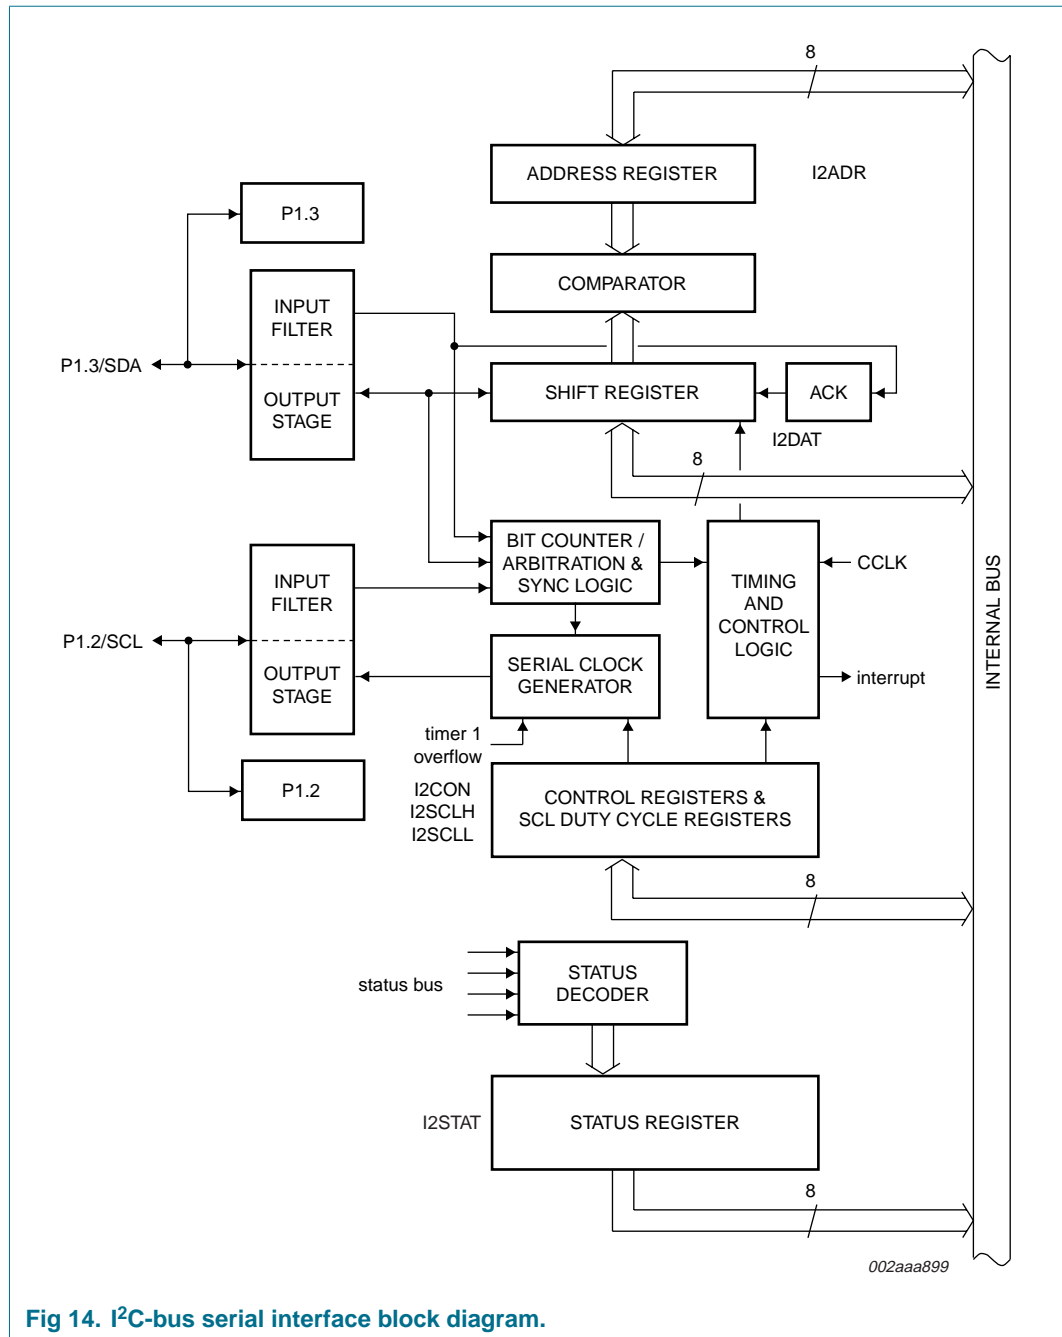 8
ADDRESS REGISTER
I2ADR
P1.3
COMPARATOR
INPUT
FILTER
P1.3/SDA
OUTPUT
STAGE
SHIFT REGISTER
ACK
I2DAT
8
BIT COUNTER /
ARBITRATION &
SYNC LOGIC
INPUT
FILTER
TIMING
AND
CONTROL
LOGIC
CCLK
INTERNAL BUS
P1.2/SCL
OUTPUT
STAGE
SERIAL CLOCK
GENERATOR
interrupt
timer 1
overflow
P1.2
I2CON
I2SCLH
I2SCLL
CONTROL REGISTERS &
SCL DUTY CYCLE REGISTERS
8
status bus
STATUS
DECODER
I2STAT
STATUS REGISTER
8
002aaa899
Fig 14. I²C-bus serial interface block diagram.